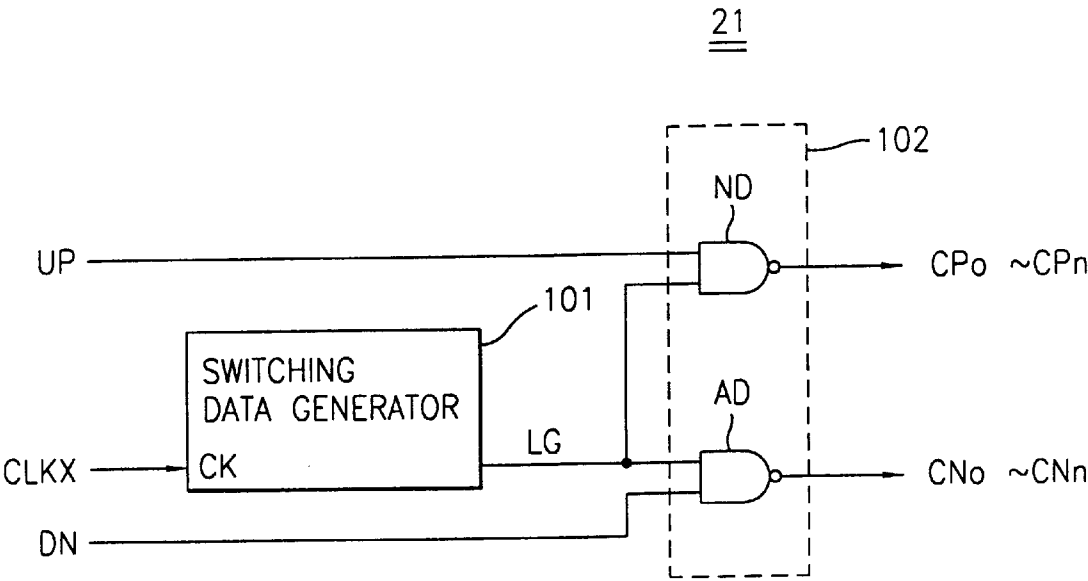 21
102
ND
UP
CPo ~CPn
101
SWITCHING
DATA GENERATOR
AD
LG
CLKX
CK
CNo ~CNn
DN